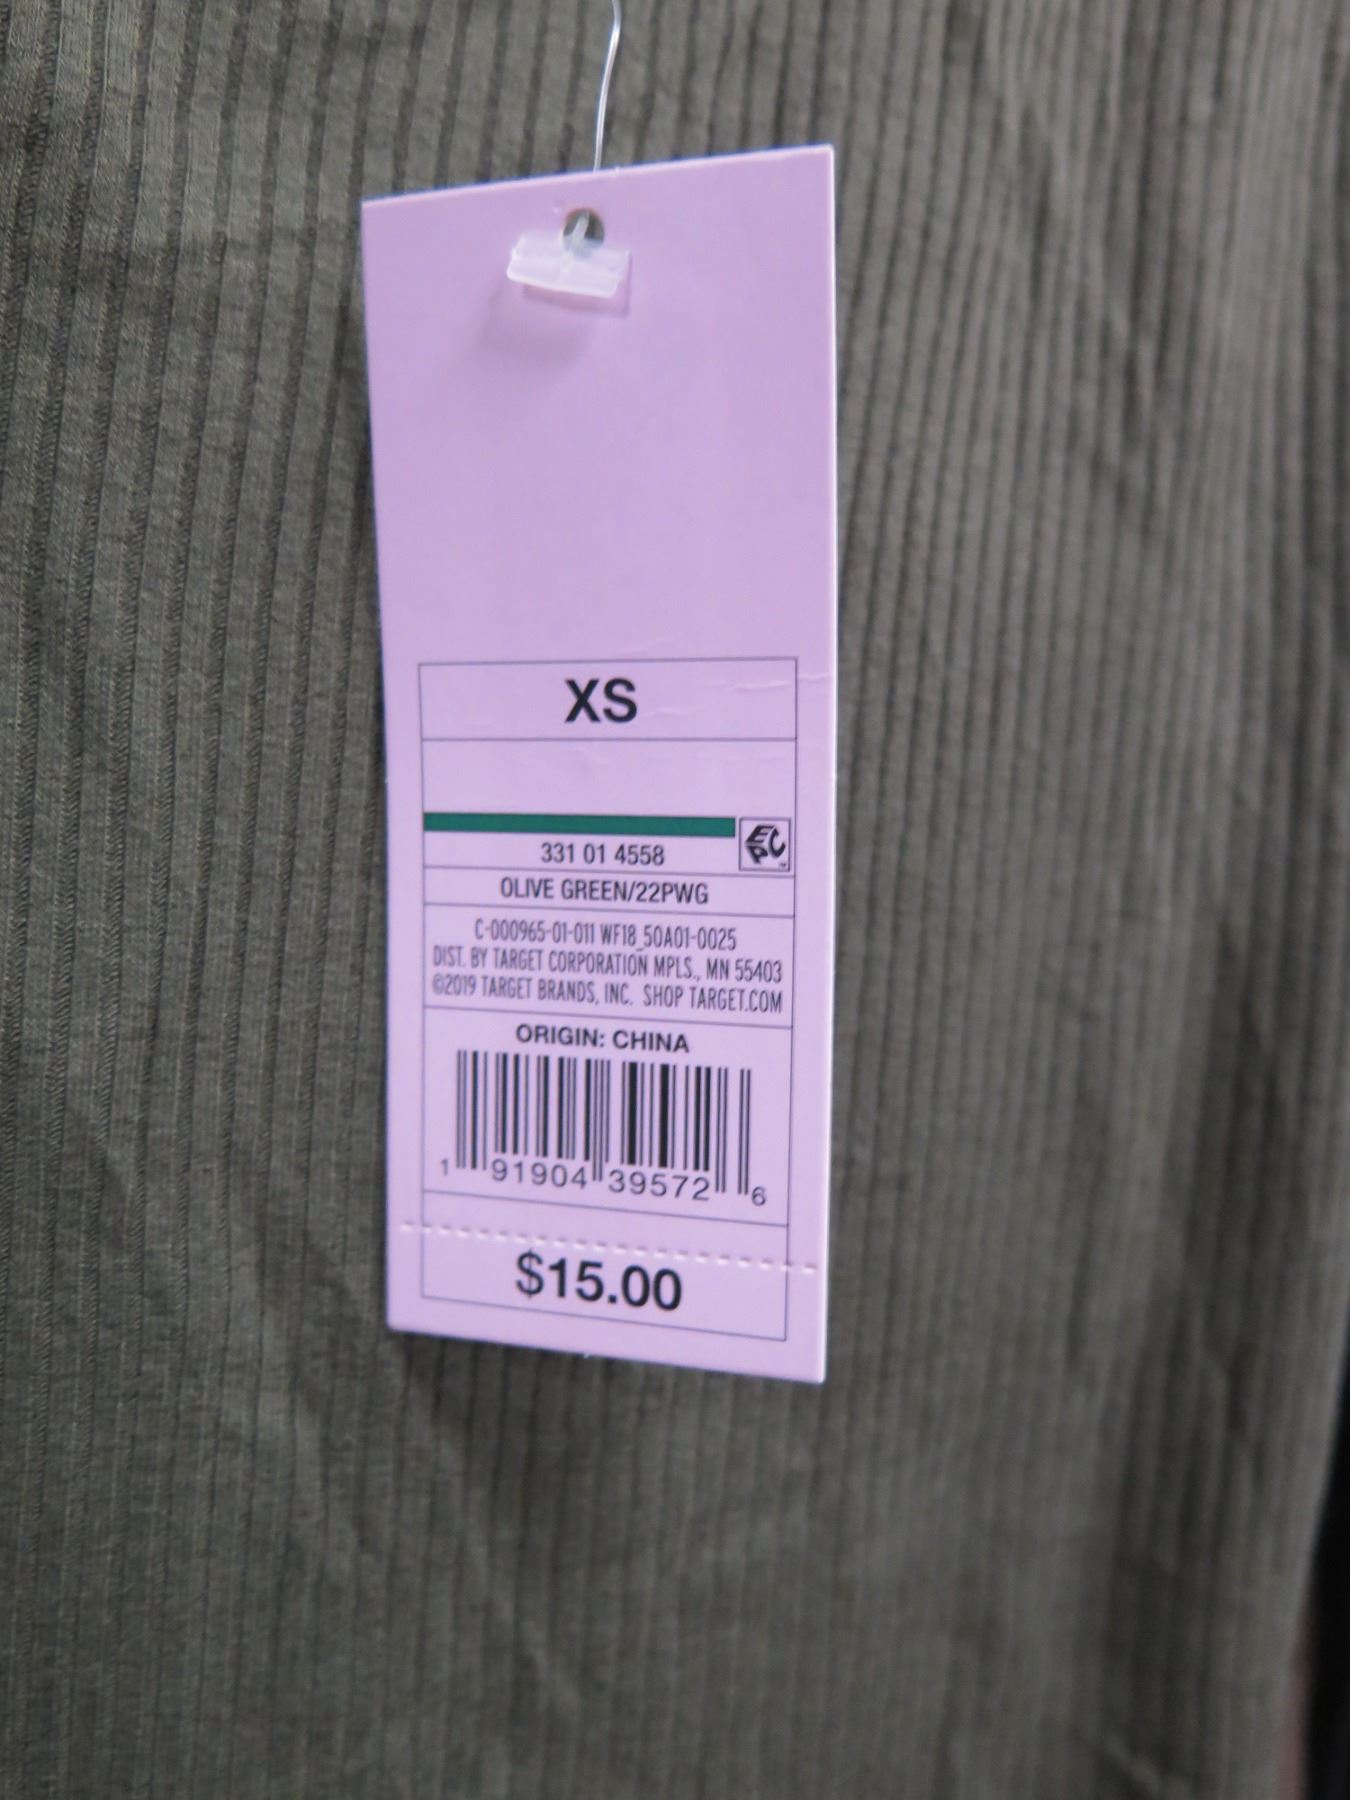 XS
EPC
331 01 4558
OLIVE GREEN/22PWG
C-000965-01-011 WF18_50A01-0025
DIST. BY TARGET CORPORATION MPLS., MN 55403
©2019 TARGET BRANDS, INC. SHOP TARGET.COM
ORIGIN: CHINA
1 91904 39572 6
$15.00